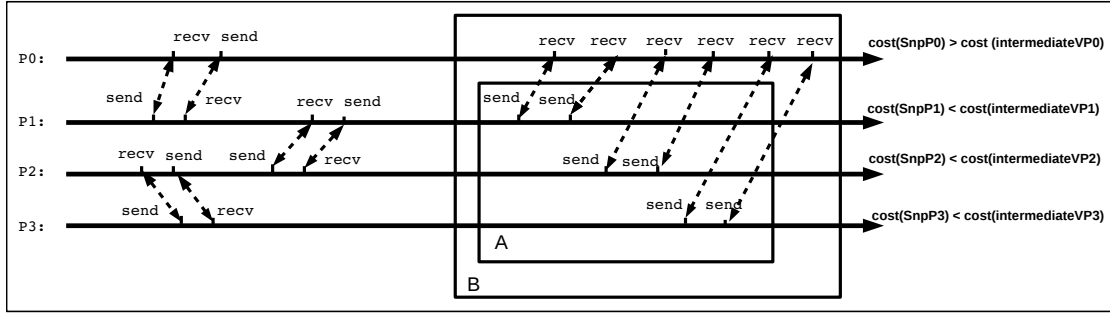 recv send recv recv recv recv recv recv
P0: cost(SnpP0) > cost (intermediateVP0)
send recv recv send send send
P1: cost(SnpP1) < cost(intermediateVP1)
recv send send recv send send
P2: cost(SnpP2) < cost(intermediateVP2)
send recv send send
P3: cost(SnpP3) < cost(intermediateVP3)
A
B